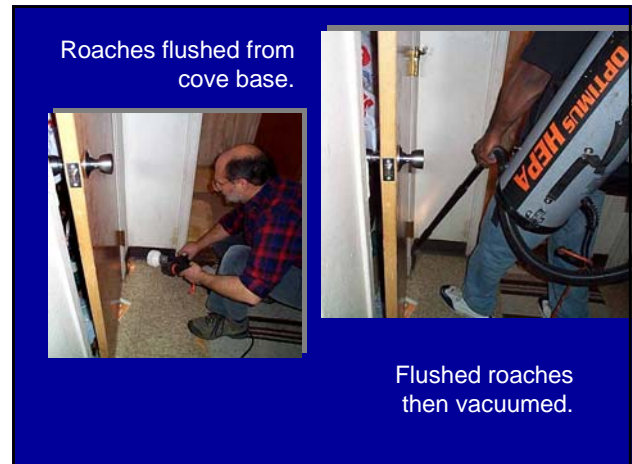 Roaches flushed from
cove base.
OPTIMUS HEPA
Flushed roaches
then vacuumed.